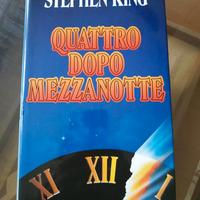 STEPHEN KING
QUATTRO
DOPO
MEZZANOTTE
XI
XII
I